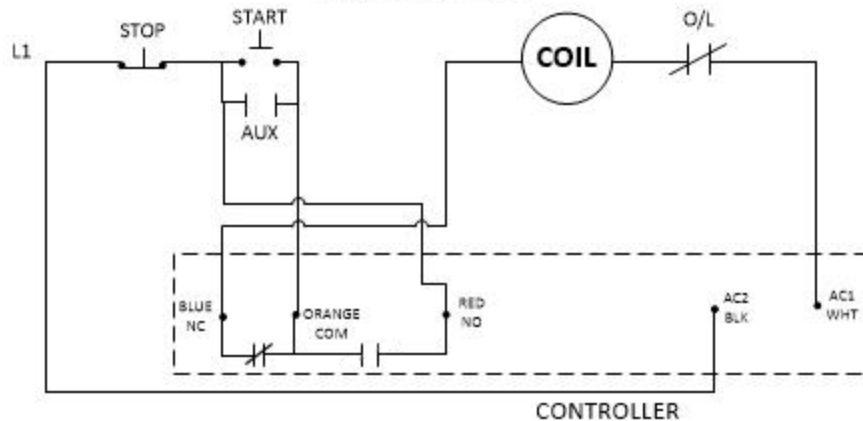 START
O/L
STOP
L1
COIL
AUX
BLUE
NC
ORANGE
COM
RED
NO
AC2
BLK
AC1
WHT
CONTROLLER